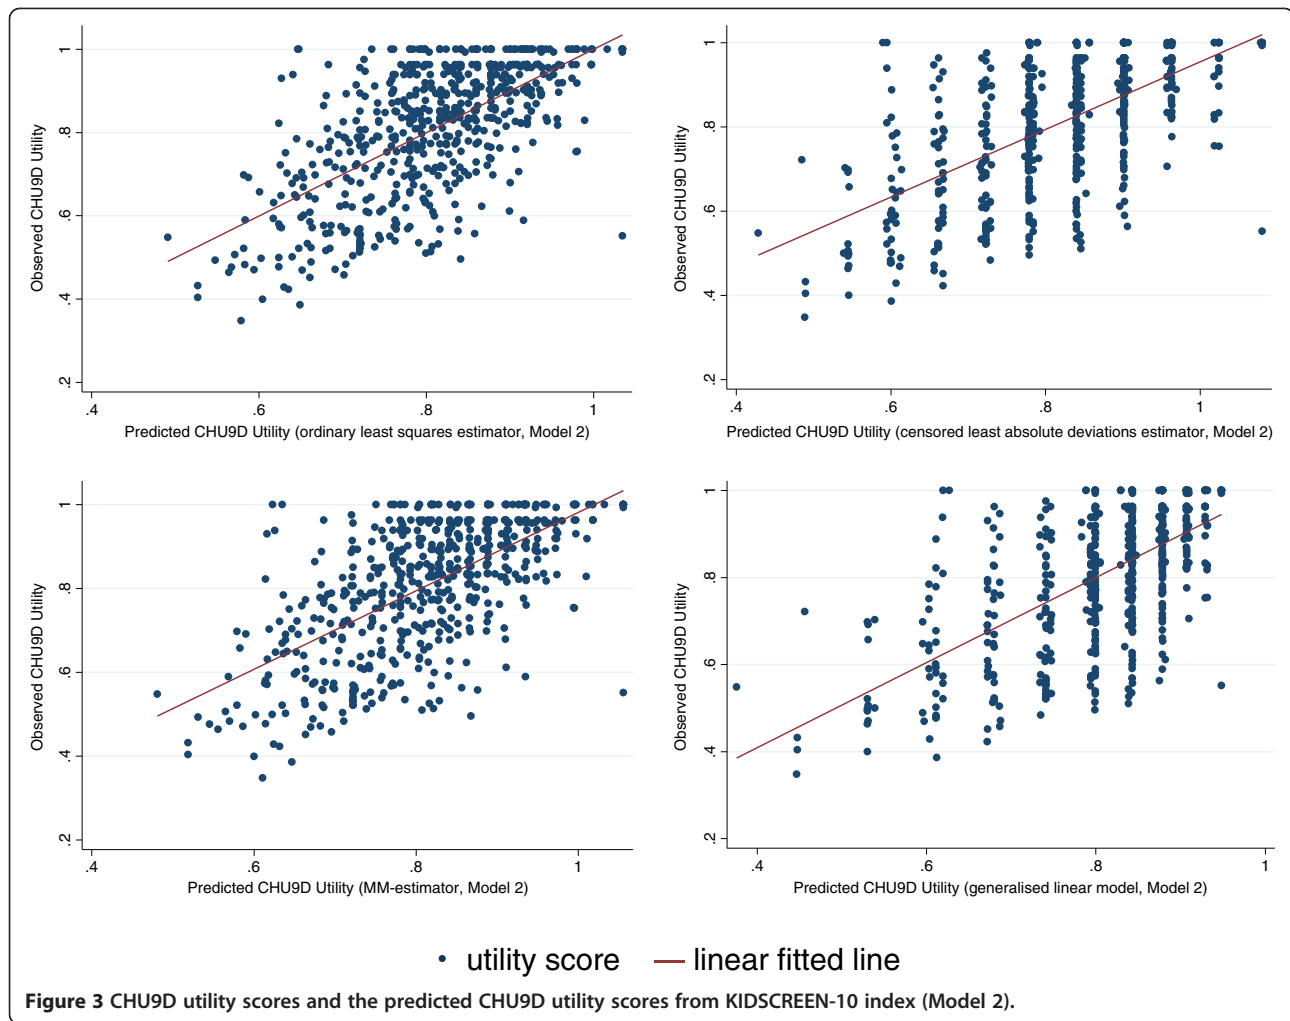 Observed CHU9D Utility
1
.8
.6
.4
.2
.4 .6 .8 1
Predicted CHU9D Utility (ordinary least squares estimator, Model 2)
Observed CHU9D Utility
1
.8
.6
.4
.2
.4 .6 .8 1
Predicted CHU9D Utility (censored least absolute deviations estimator, Model 2)
Observed CHU9D Utility
1
.8
.6
.4
.2
.4 .6 .8 1
Predicted CHU9D Utility (MM-estimator, Model 2)
Observed CHU9D Utility
1
.8
.6
.4
.2
.4 .6 .8 1
Predicted CHU9D Utility (generalised linear model, Model 2)
utility score linear fitted line
Figure 3 CHU9D utility scores and the predicted CHU9D utility scores from KIDSCREEN-10 index (Model 2).